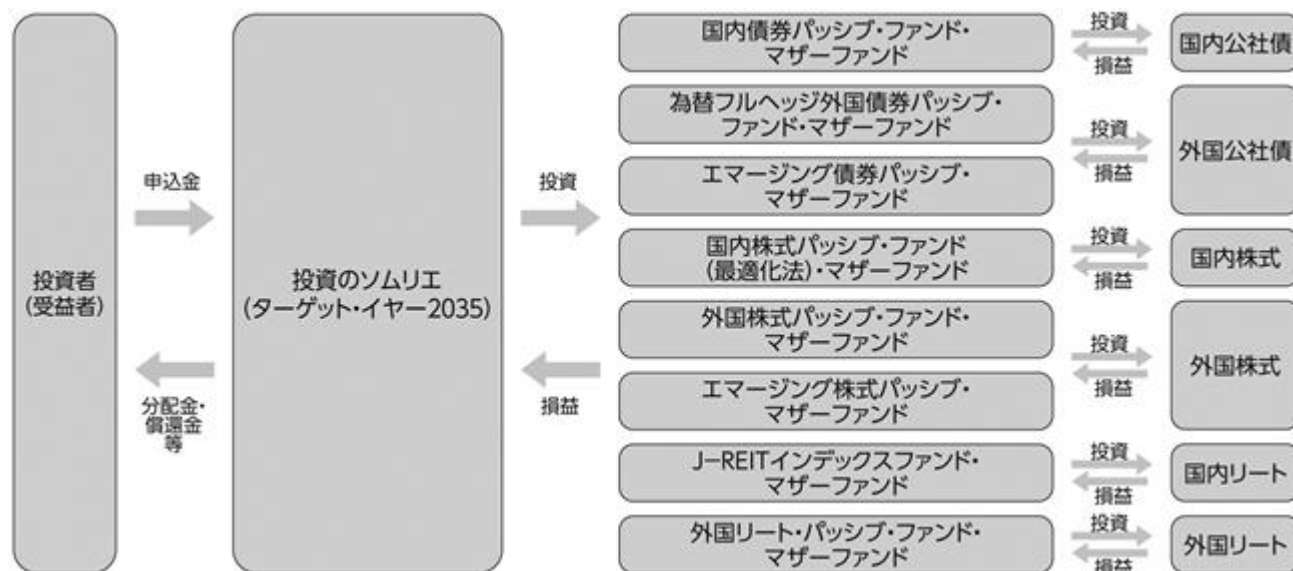 投資者
(受益者)
申込金
分配金・
償還金
等
投資のソムリエ
(ターゲット・イヤー2035)
投資
損益
国内債券パッシブ・ファンド・
マザーファンド
投資
損益
国内公社債
為替フルヘッジ外国債券パッシブ・
ファンド・マザーファンド
エマージング債券パッシブ・
マザーファンド
投資
損益
外国公社債
国内株式パッシブ・ファンド
(最適化法)・マザーファンド
投資
損益
国内株式
外国株式パッシブ・ファンド・
マザーファンド
エマージング株式パッシブ・
マザーファンド
投資
損益
外国株式
J-REITインデックスファンド・
マザーファンド
投資
損益
国内リート
外国リート・パッシブ・ファンド・
マザーファンド
投資
損益
外国リート